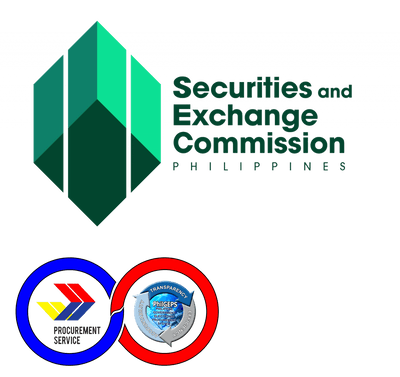 Securities and
Exchange
Commission
PHILIPPINES
PROCUREMENT
SERVICE
TRANSPARENCY
PhilGEPS